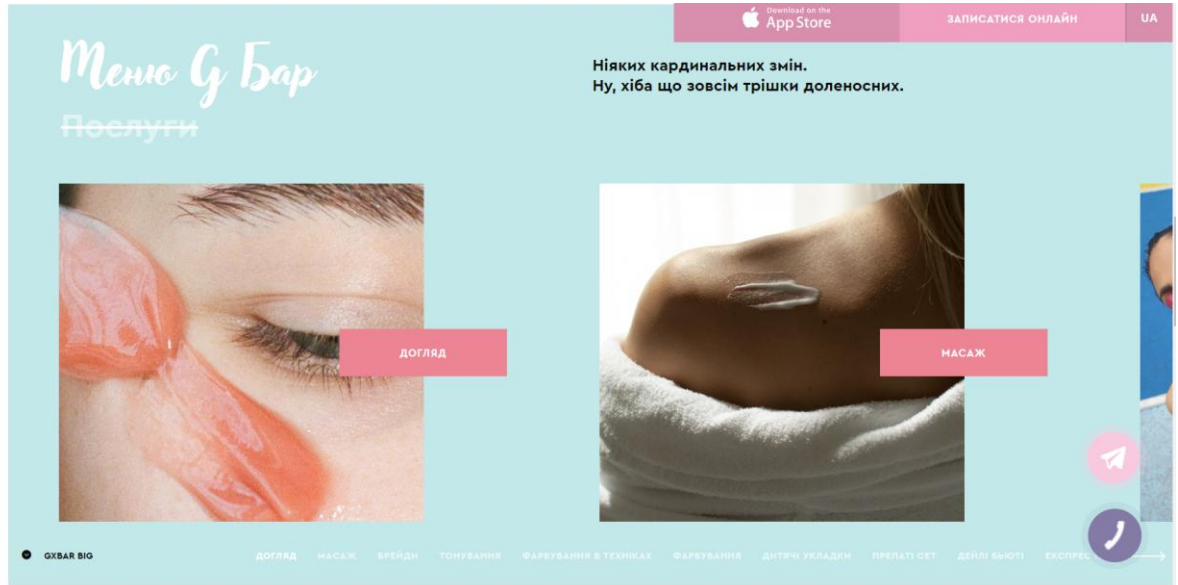 Download on the
App Store
ЗАПИСАТИСЯ ОНЛАЙН
UA
Меню G Бар
Послуги
Ніяких кардинальних змін.
Ну, хіба що зовсім трішки доленосних.
ДОГЛЯД
МАСАЖ
GXBAR BIG
ДОГЛЯД МАСАЖ БРЕЙДИ ТОНУВАННЯ ФАРБУВАННЯ В ТЕХНІКАХ ФАРБУВАННЯ ДИТЯЧІ УКЛАДКИ ПРЕПАТІ СЕТ ДЕЙЛІ БЬЮТІ ЕКСПРЕС